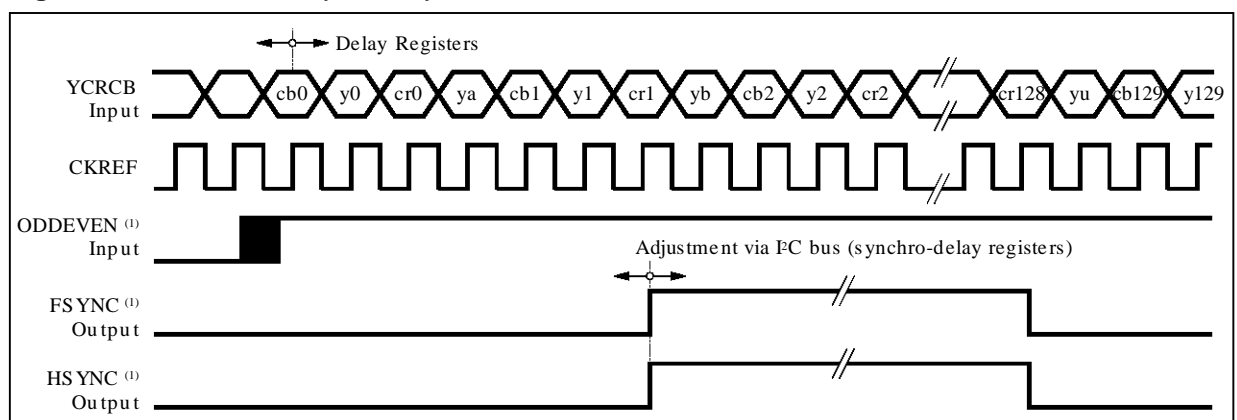 Delay Registers
YCRCB
Input
cb0 y0 cr0 ya cb1 y1 cr1 yb cb2 y2 cr2 cr128 yu cb129 y129
CKREF
ODDEVEN (1)
Input
Adjustment via I²C bus (synchro-delay registers)
FSYNC (1)
Output
HSYNC (1)
Output